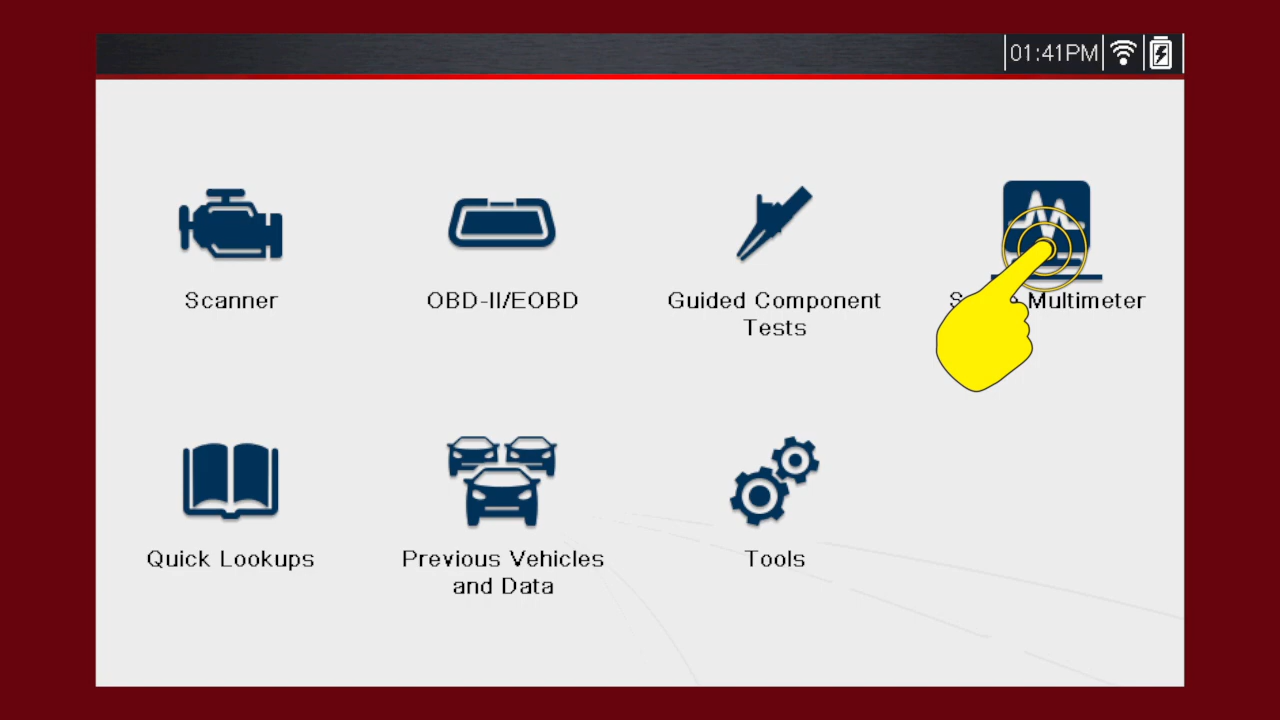 01:41PM
Scanner
OBD-II/EOBD
Guided Component
Tests
Multimeter
Quick Lookups
Previous Vehicles
and Data
Tools